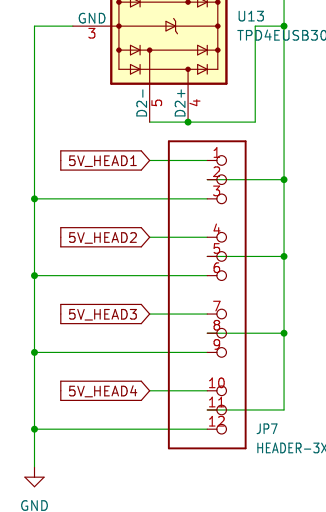 GND
3
U13
TPD4EUSB30
D2-
5
D2+
4
5V_HEAD1
1
2
3
5V_HEAD2
4
5
6
5V_HEAD3
7
8
9
5V_HEAD4
10
11
12
JP7
HEADER-3X
GND